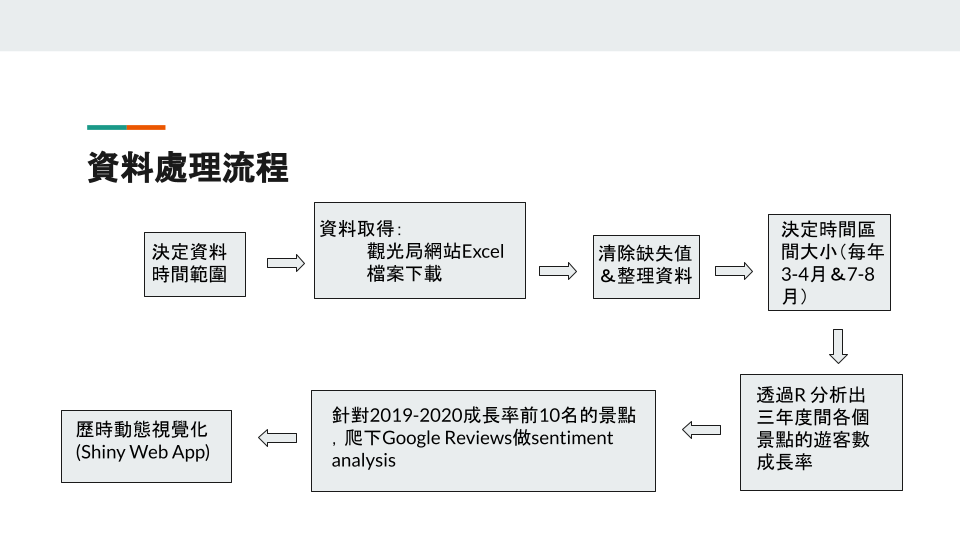 資料處理流程
決定資料
時間範圍
資料取得：
觀光局網站Excel
檔案下載
清除缺失值
&整理資料
決定時間區
間大小（每年
3-4月＆7-8
月）
透過R 分析出
三年度間各個
景點的遊客數
成長率
針對2019-2020成長率前10名的景點
，爬下Google Reviews做sentiment
analysis
歷時動態視覺化
(Shiny Web App)